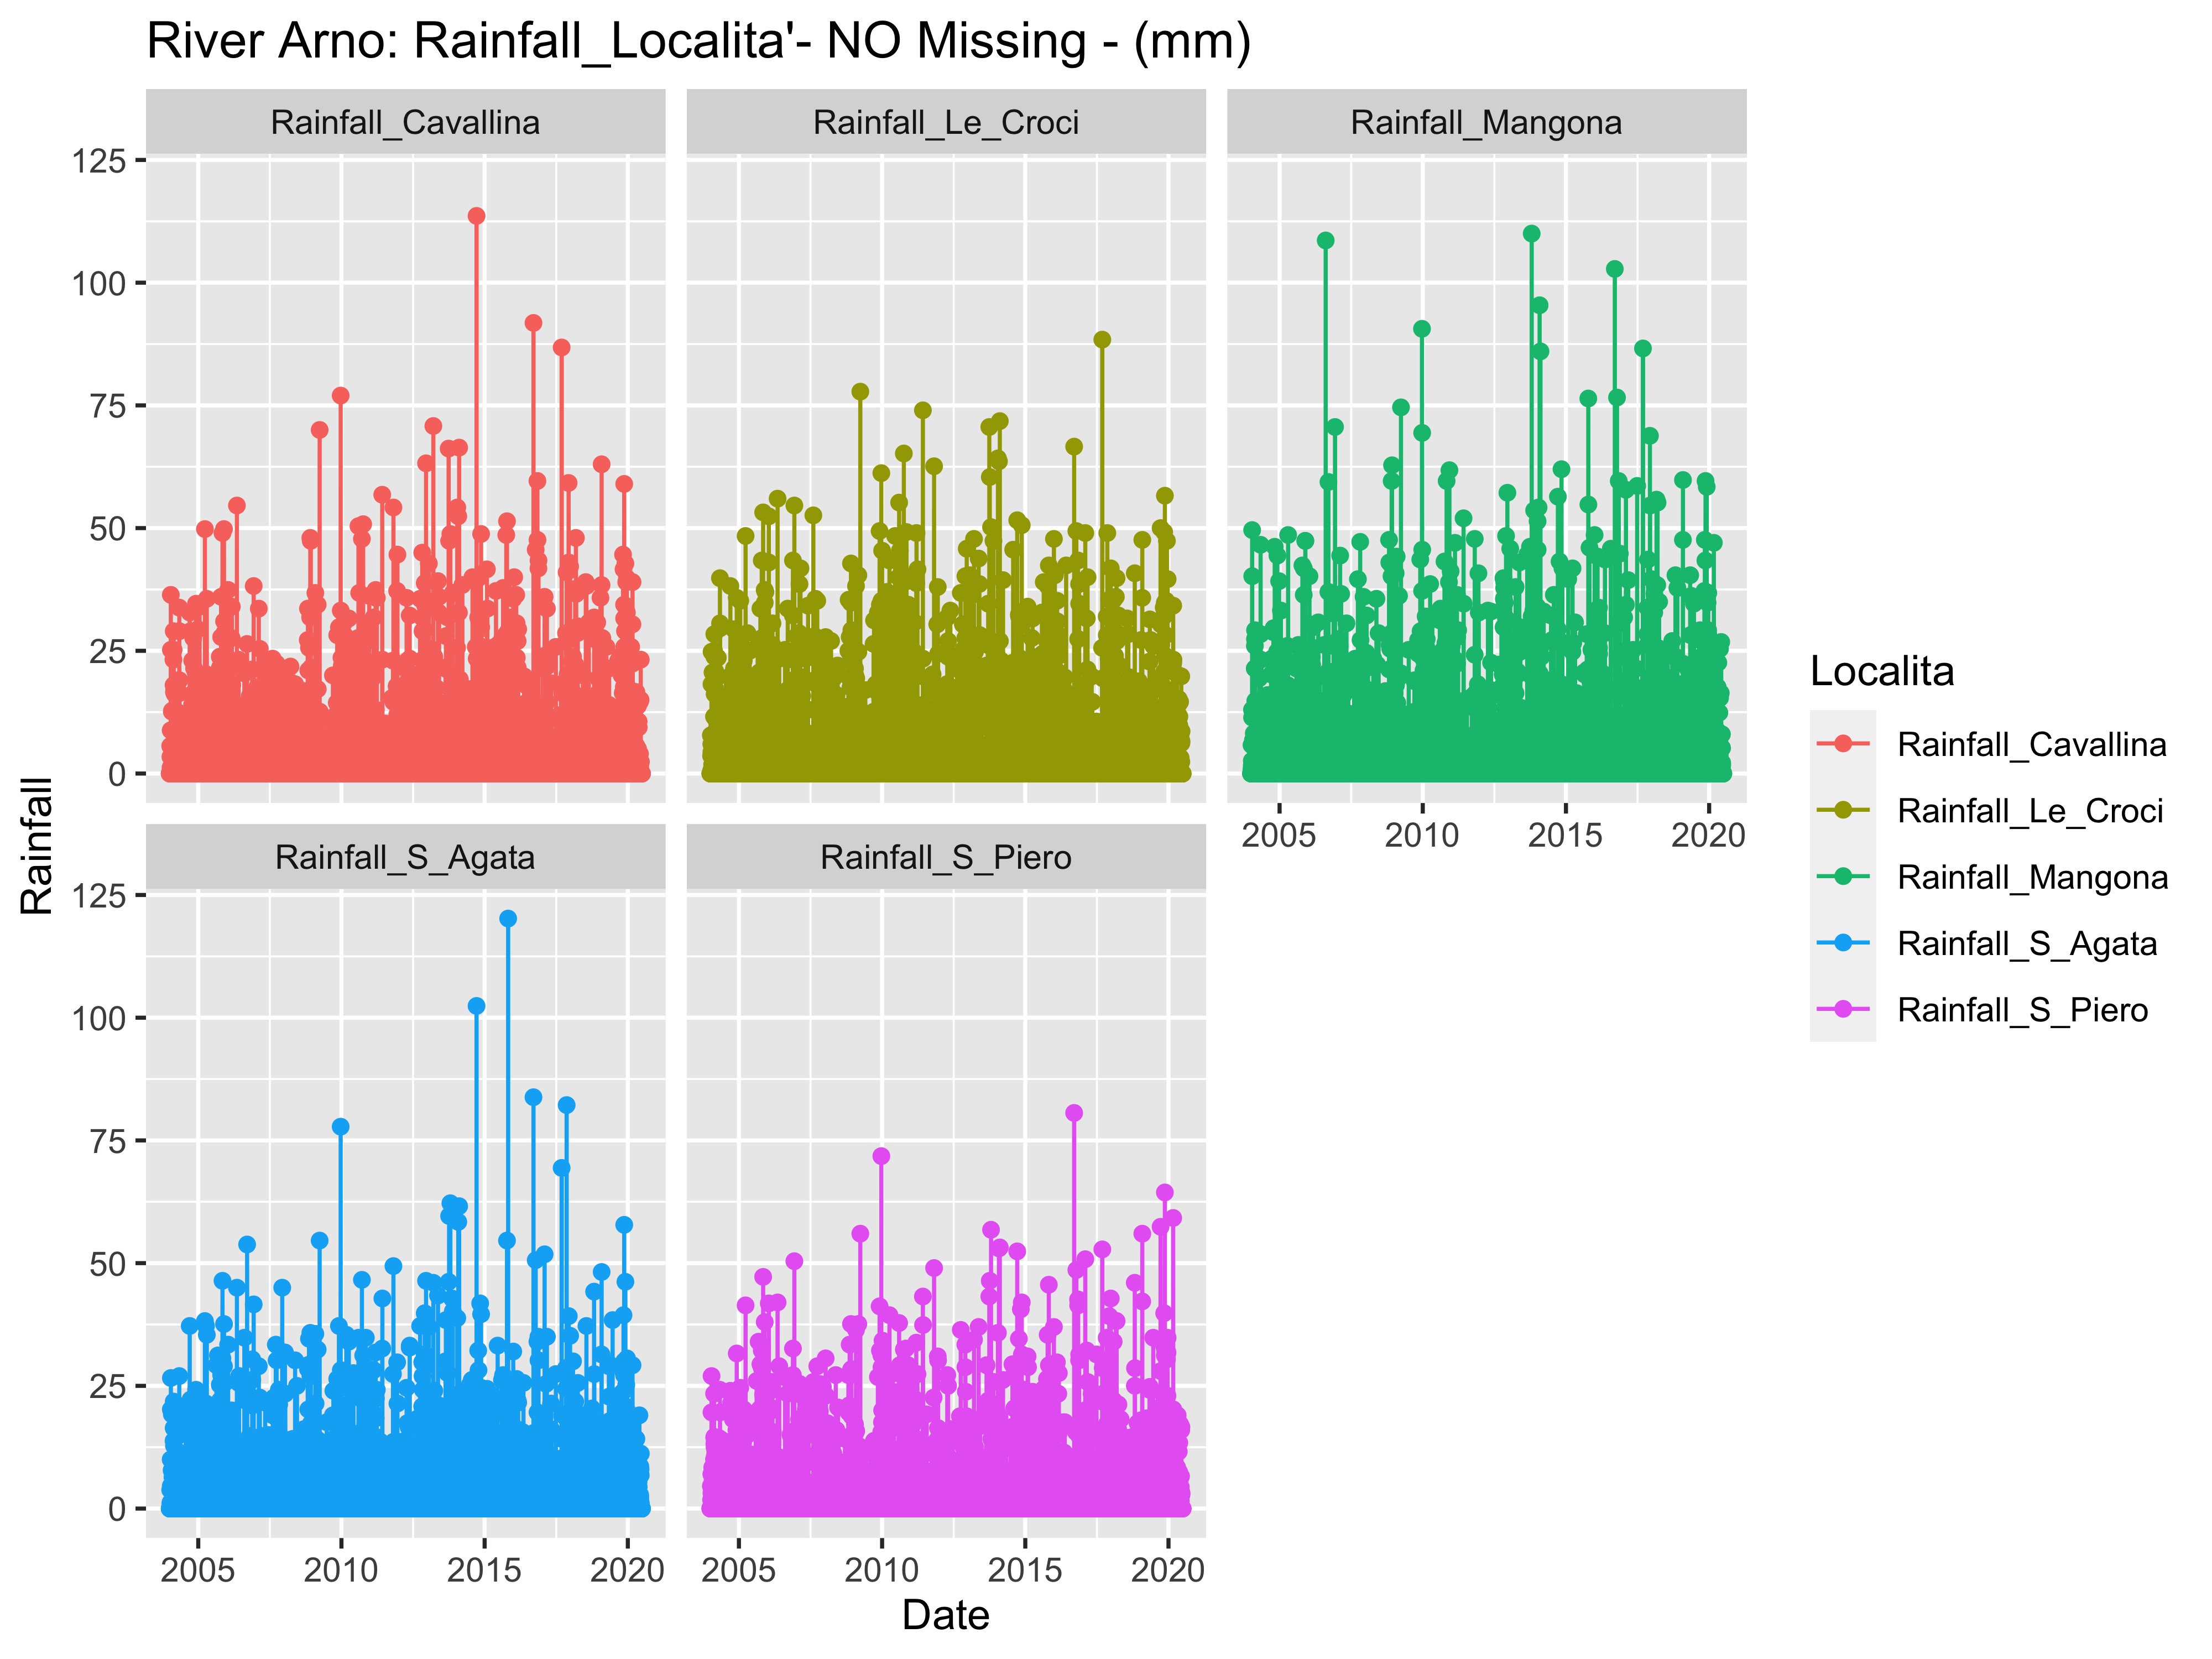 River Arno: Rainfall_Localita'- NO Missing - (mm)
Rainfall_Cavallina
Rainfall_Le_Croci
Rainfall_Mangona
125
100
75
50
25
0
2005 2010 2015 2020
Rainfall_S_Agata
Rainfall_S_Piero
125
100
75
50
25
0
2005 2010 2015 2020
2005 2010 2015 2020
Rainfall
Date
Localita
Rainfall_Cavallina
Rainfall_Le_Croci
Rainfall_Mangona
Rainfall_S_Agata
Rainfall_S_Piero